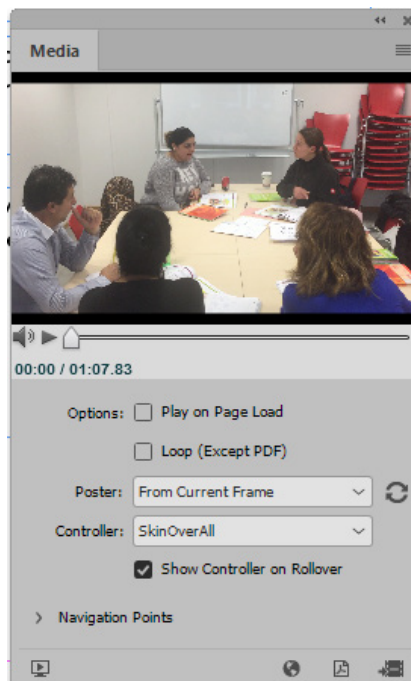 Media
00:00 / 01:07.83
Options: Play on Page Load
Loop (Except PDF)
Poster: From Current Frame
Controller: SkinOverAll
Show Controller on Rollover
Navigation Points